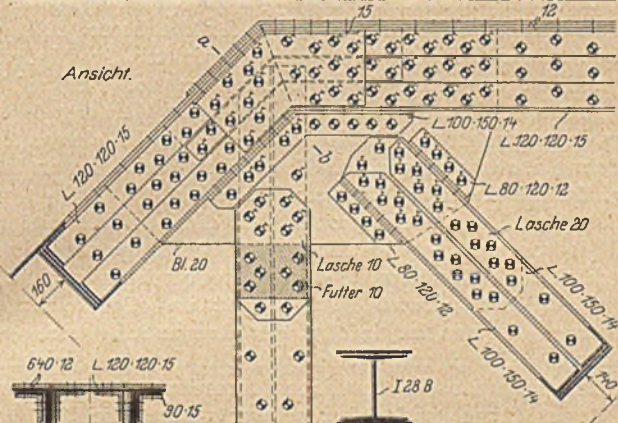 15
12
a
Ansicht.
L 100·150·14
L 120·120·15
b
L 120·120·15
L 80·120·12
Lasche 20
Bl. 20
Lasche 10
Futter 10
L 80·120·12
L 100·150·14
160
L 100·150·14
140
640·12
L 120·120·15
90·15
I 28 B